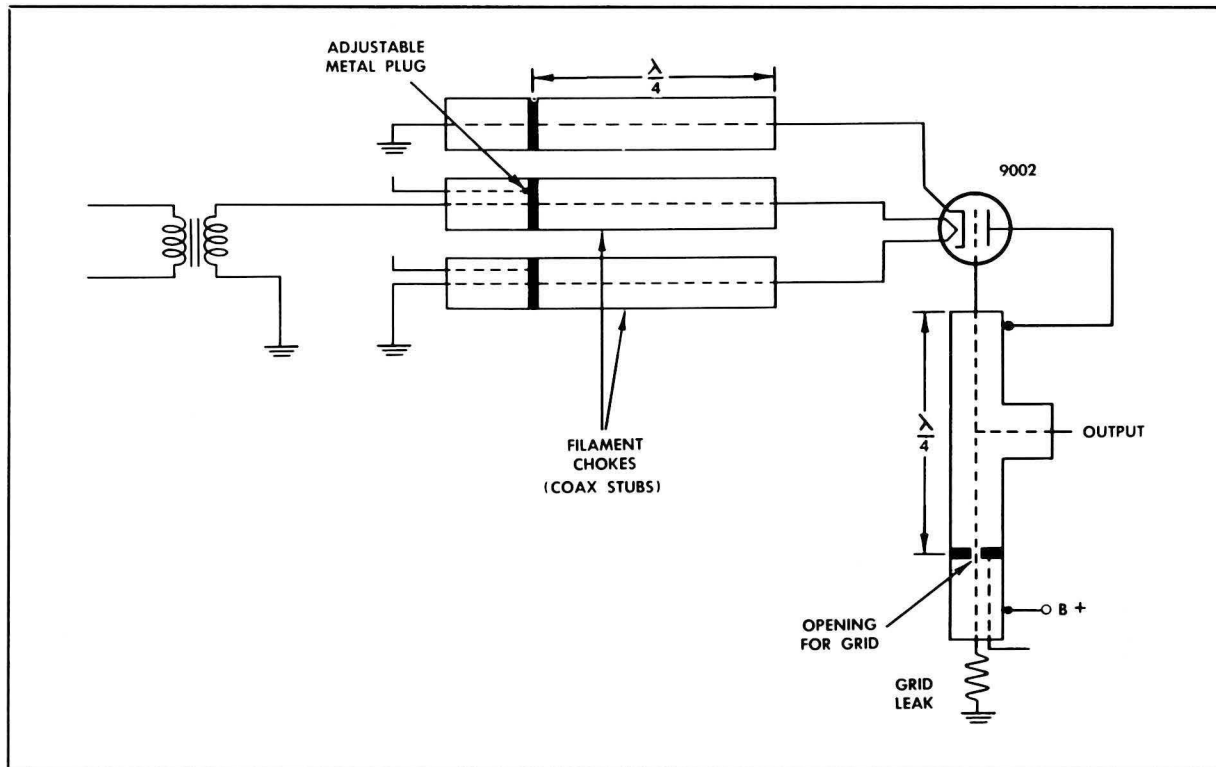 ADJUSTABLE
METAL PLUG
λ
4
9002
λ
4
OUTPUT
FILAMENT
CHOKES
(COAX STUBS)
B +
OPENING
FOR GRID
GRID
LEAK